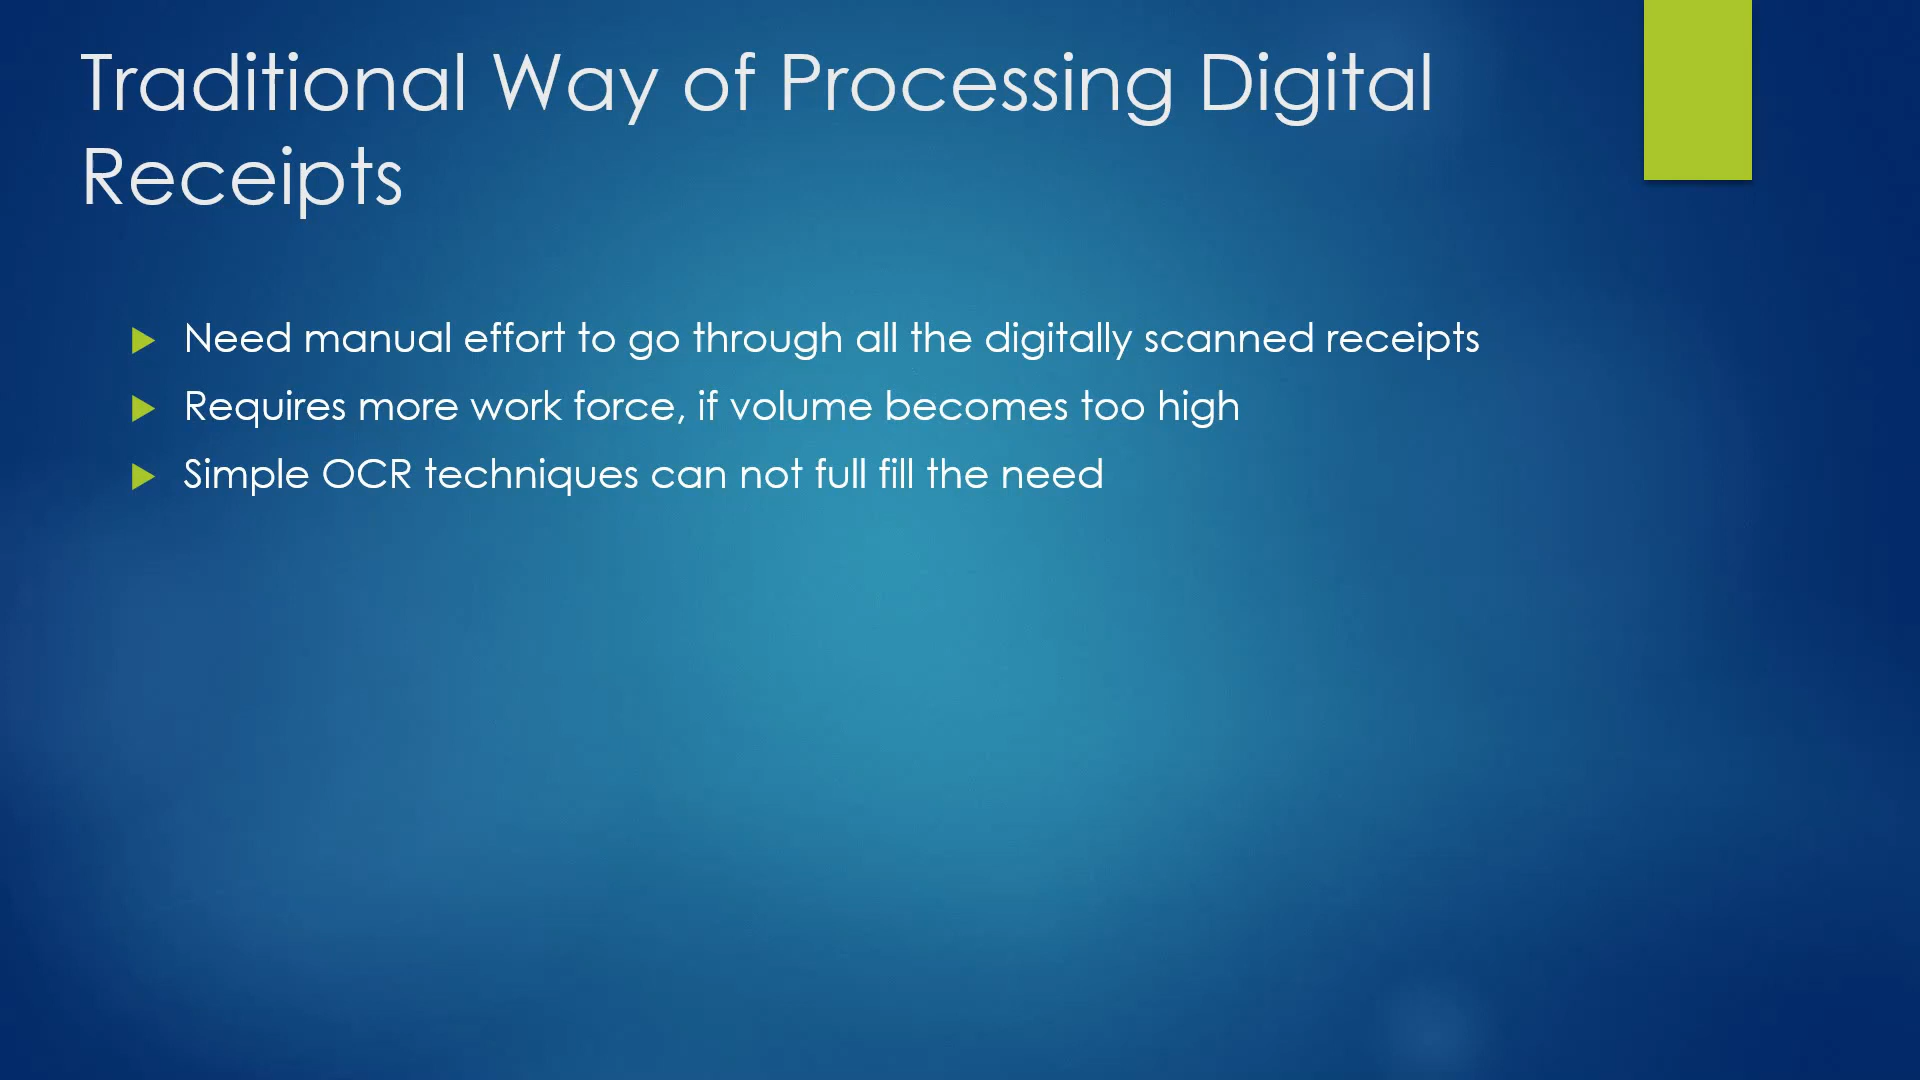 Traditional Way of Processing Digital
Receipts
Need manual effort to go through all the digitally scanned receipts
Requires more work force, if volume becomes too high
Simple OCR techniques can not full fill the need